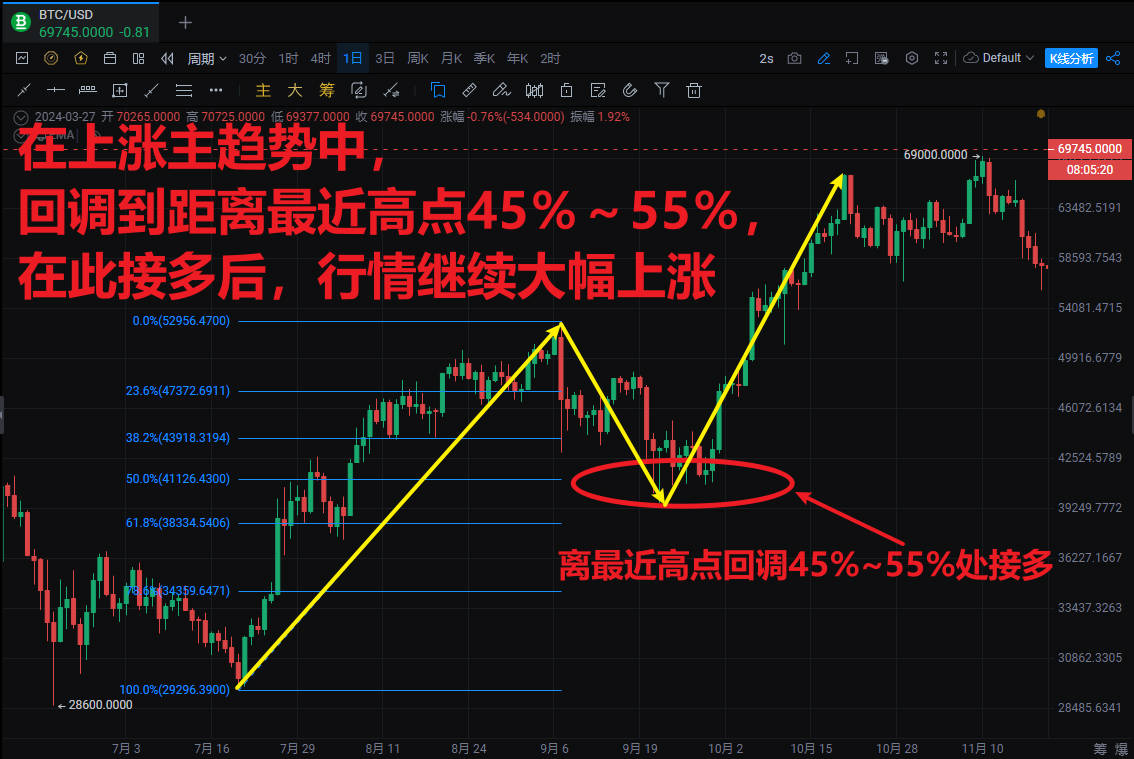 BTC/USD
69745.0000 -0.81
周期 30分 1时 4时 1日 3日 周K 月K 季K 年K 2时 2s Default K线分析
主 大 筹
2024-03-27 开 70265.0000 高 70725.0000 低 69377.0000 收 69745.0000 涨幅 -0.76%(-534.0000) 振幅 1.92%
在上涨主趋势中，
回调到距离最近高点45%～55%，
在此接多后，行情继续大幅上涨
69000.0000
69745.0000
08:05:20
63482.5191
58593.7543
54081.4715
49916.6779
46072.6134
42524.5789
39249.7772
36227.1667
33437.3263
30862.3305
28485.6341
0.0%(52956.4700)
23.6%(47372.6911)
38.2%(43918.3194)
50.0%(41126.4300)
61.8%(38334.5406)
78.6%(34359.6471)
100.0%(29296.3900)
离最近高点回调45%~55%处接多
28600.0000
7月 3 7月 16 7月 29 8月 11 8月 24 9月 6 9月 19 10月 2 10月 15 10月 28 11月 10 筹 爆